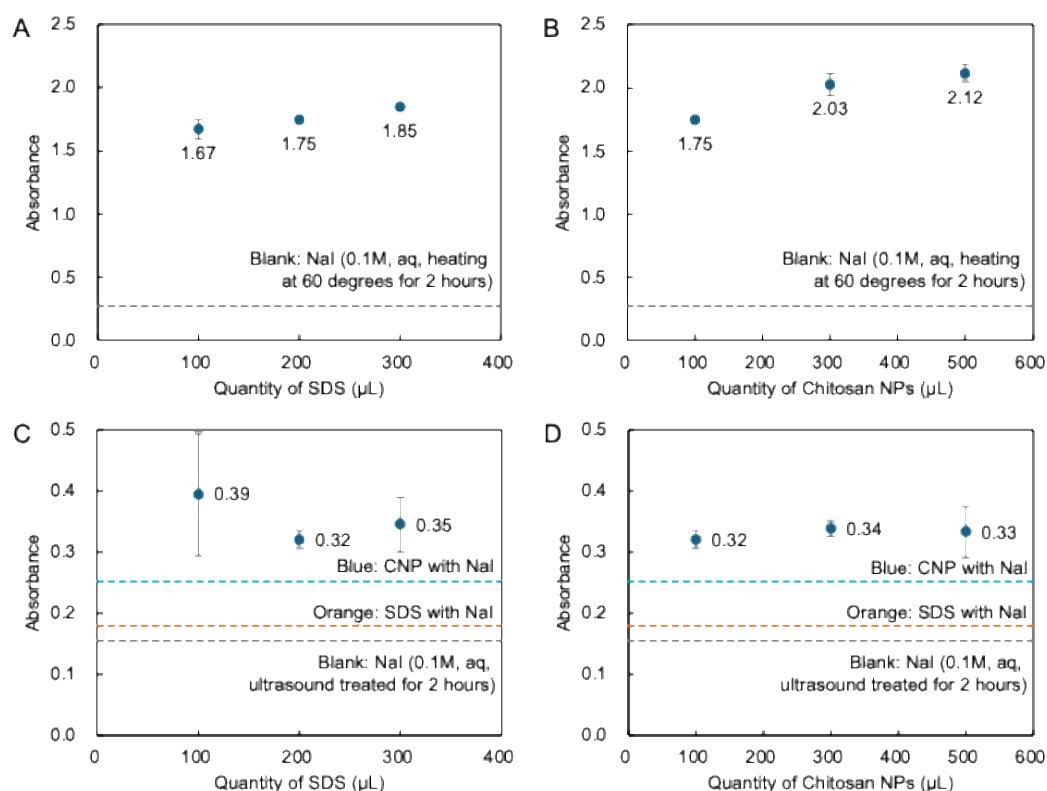 A
2.5
2.0
1.5
1.0
0.5
0.0
Absorbance
1.67
1.75
1.85
Blank: NaI (0.1M, aq, heating
at 60 degrees for 2 hours)
0
100
200
300
400
Quantity of SDS (µL)
B
2.5
2.0
1.5
1.0
0.5
0.0
Absorbance
1.75
2.03
2.12
Blank: NaI (0.1M, aq, heating
at 60 degrees for 2 hours)
0
100
200
300
400
500
600
Quantity of Chitosan NPs (µL)
C
0.5
0.4
0.3
0.2
0.1
0.0
Absorbance
0.39
0.32
0.35
Blue: CNP with NaI
Orange: SDS with NaI
Blank: NaI (0.1M, aq,
ultrasound treated for 2 hours)
0
100
200
300
400
Quantity of SDS (µL)
D
0.5
0.4
0.3
0.2
0.1
0.0
Absorbance
0.32
0.34
0.33
Blue: CNP with NaI
Orange: SDS with NaI
Blank: NaI (0.1M, aq,
ultrasound treated for 2 hours)
0
100
200
300
400
500
600
Quantity of Chitosan NPs (µL)